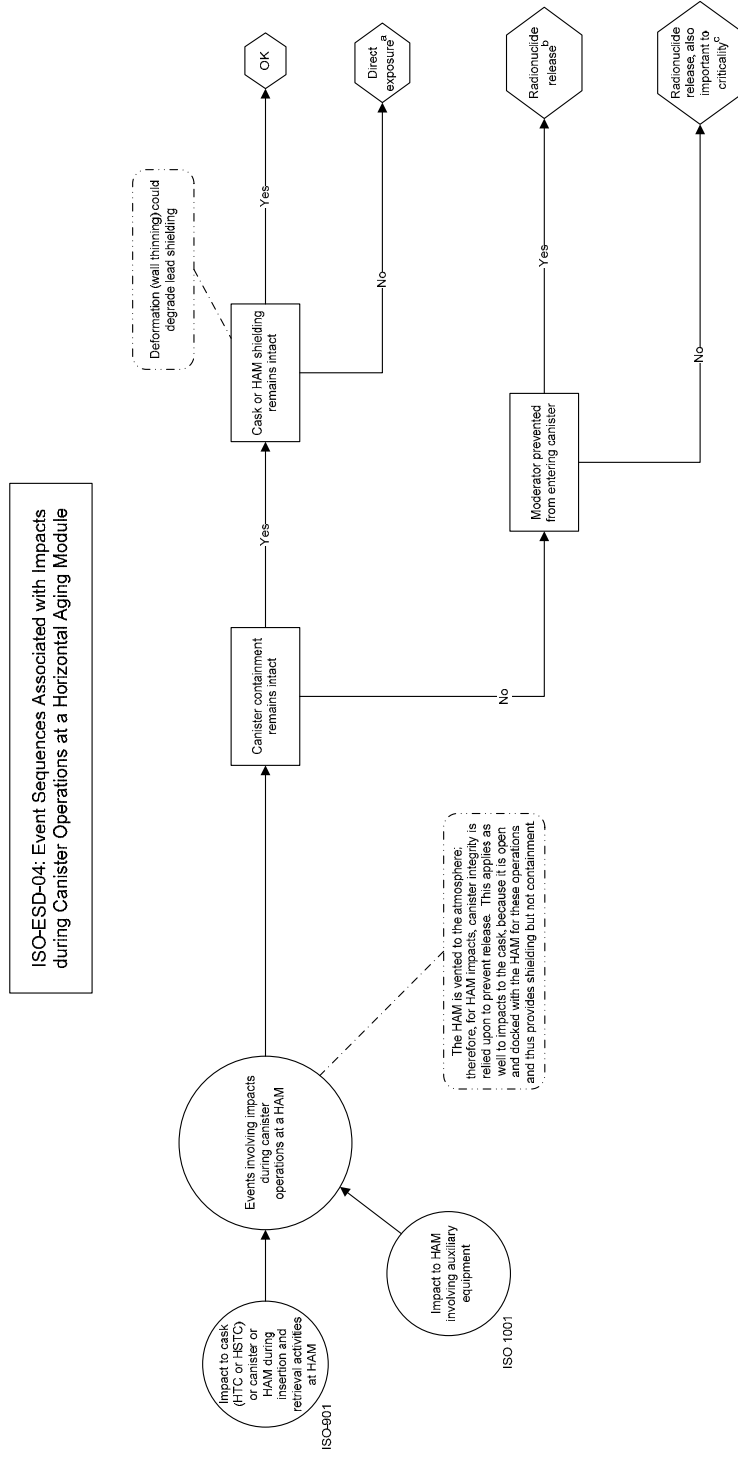 ISO-ESD-04: Event Sequences Associated with Impacts
during Canister Operations at a Horizontal Aging Module
Impact to cask
(HTC or HSTC)
or canister or
HAM during
insertion and
retrieval activities
at HAM
ISO-901
Impact to HAM
involving auxiliary
equipment
ISO 1001
Events involving impacts
during canister
operations at a HAM
The HAM is vented to the atmosphere;
therefore, for HAM impacts, canister integrity is
relied upon to prevent release. This applies as
well to impacts to the cask, because it is open
and docked with the HAM for these operations
and thus provides shielding but not containment.
Canister containment
remains intact
Yes
No
Cask or HAM shielding
remains intact
Deformation (wall thinning) could
degrade lead shielding
Yes
No
Moderator prevented
from entering canister
Yes
No
OK
Direct
exposureᵃ
Radionuclide
releaseᵇ
Radionuclide
release, also
important to
criticalityᶜ